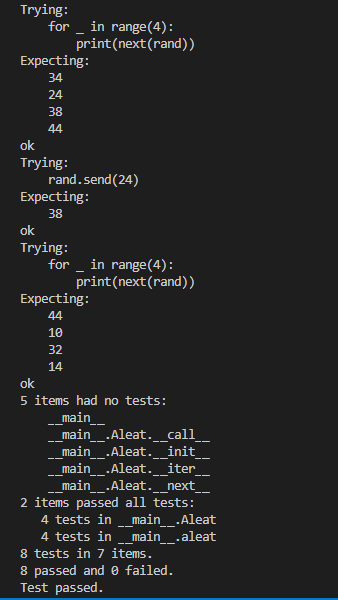 Trying:
    for _ in range(4):
        print(next(rand))
Expecting:
    34
    24
    38
    44
ok
Trying:
    rand.send(24)
Expecting:
    38
ok
Trying:
    for _ in range(4):
        print(next(rand))
Expecting:
    44
    10
    32
    14
ok
5 items had no tests:
    __main__
    __main__.Aleat.__call__
    __main__.Aleat.__init__
    __main__.Aleat.__iter__
    __main__.Aleat.__next__
2 items passed all tests:
   4 tests in __main__.Aleat
   4 tests in __main__.aleat
8 tests in 7 items.
8 passed and 0 failed.
Test passed.